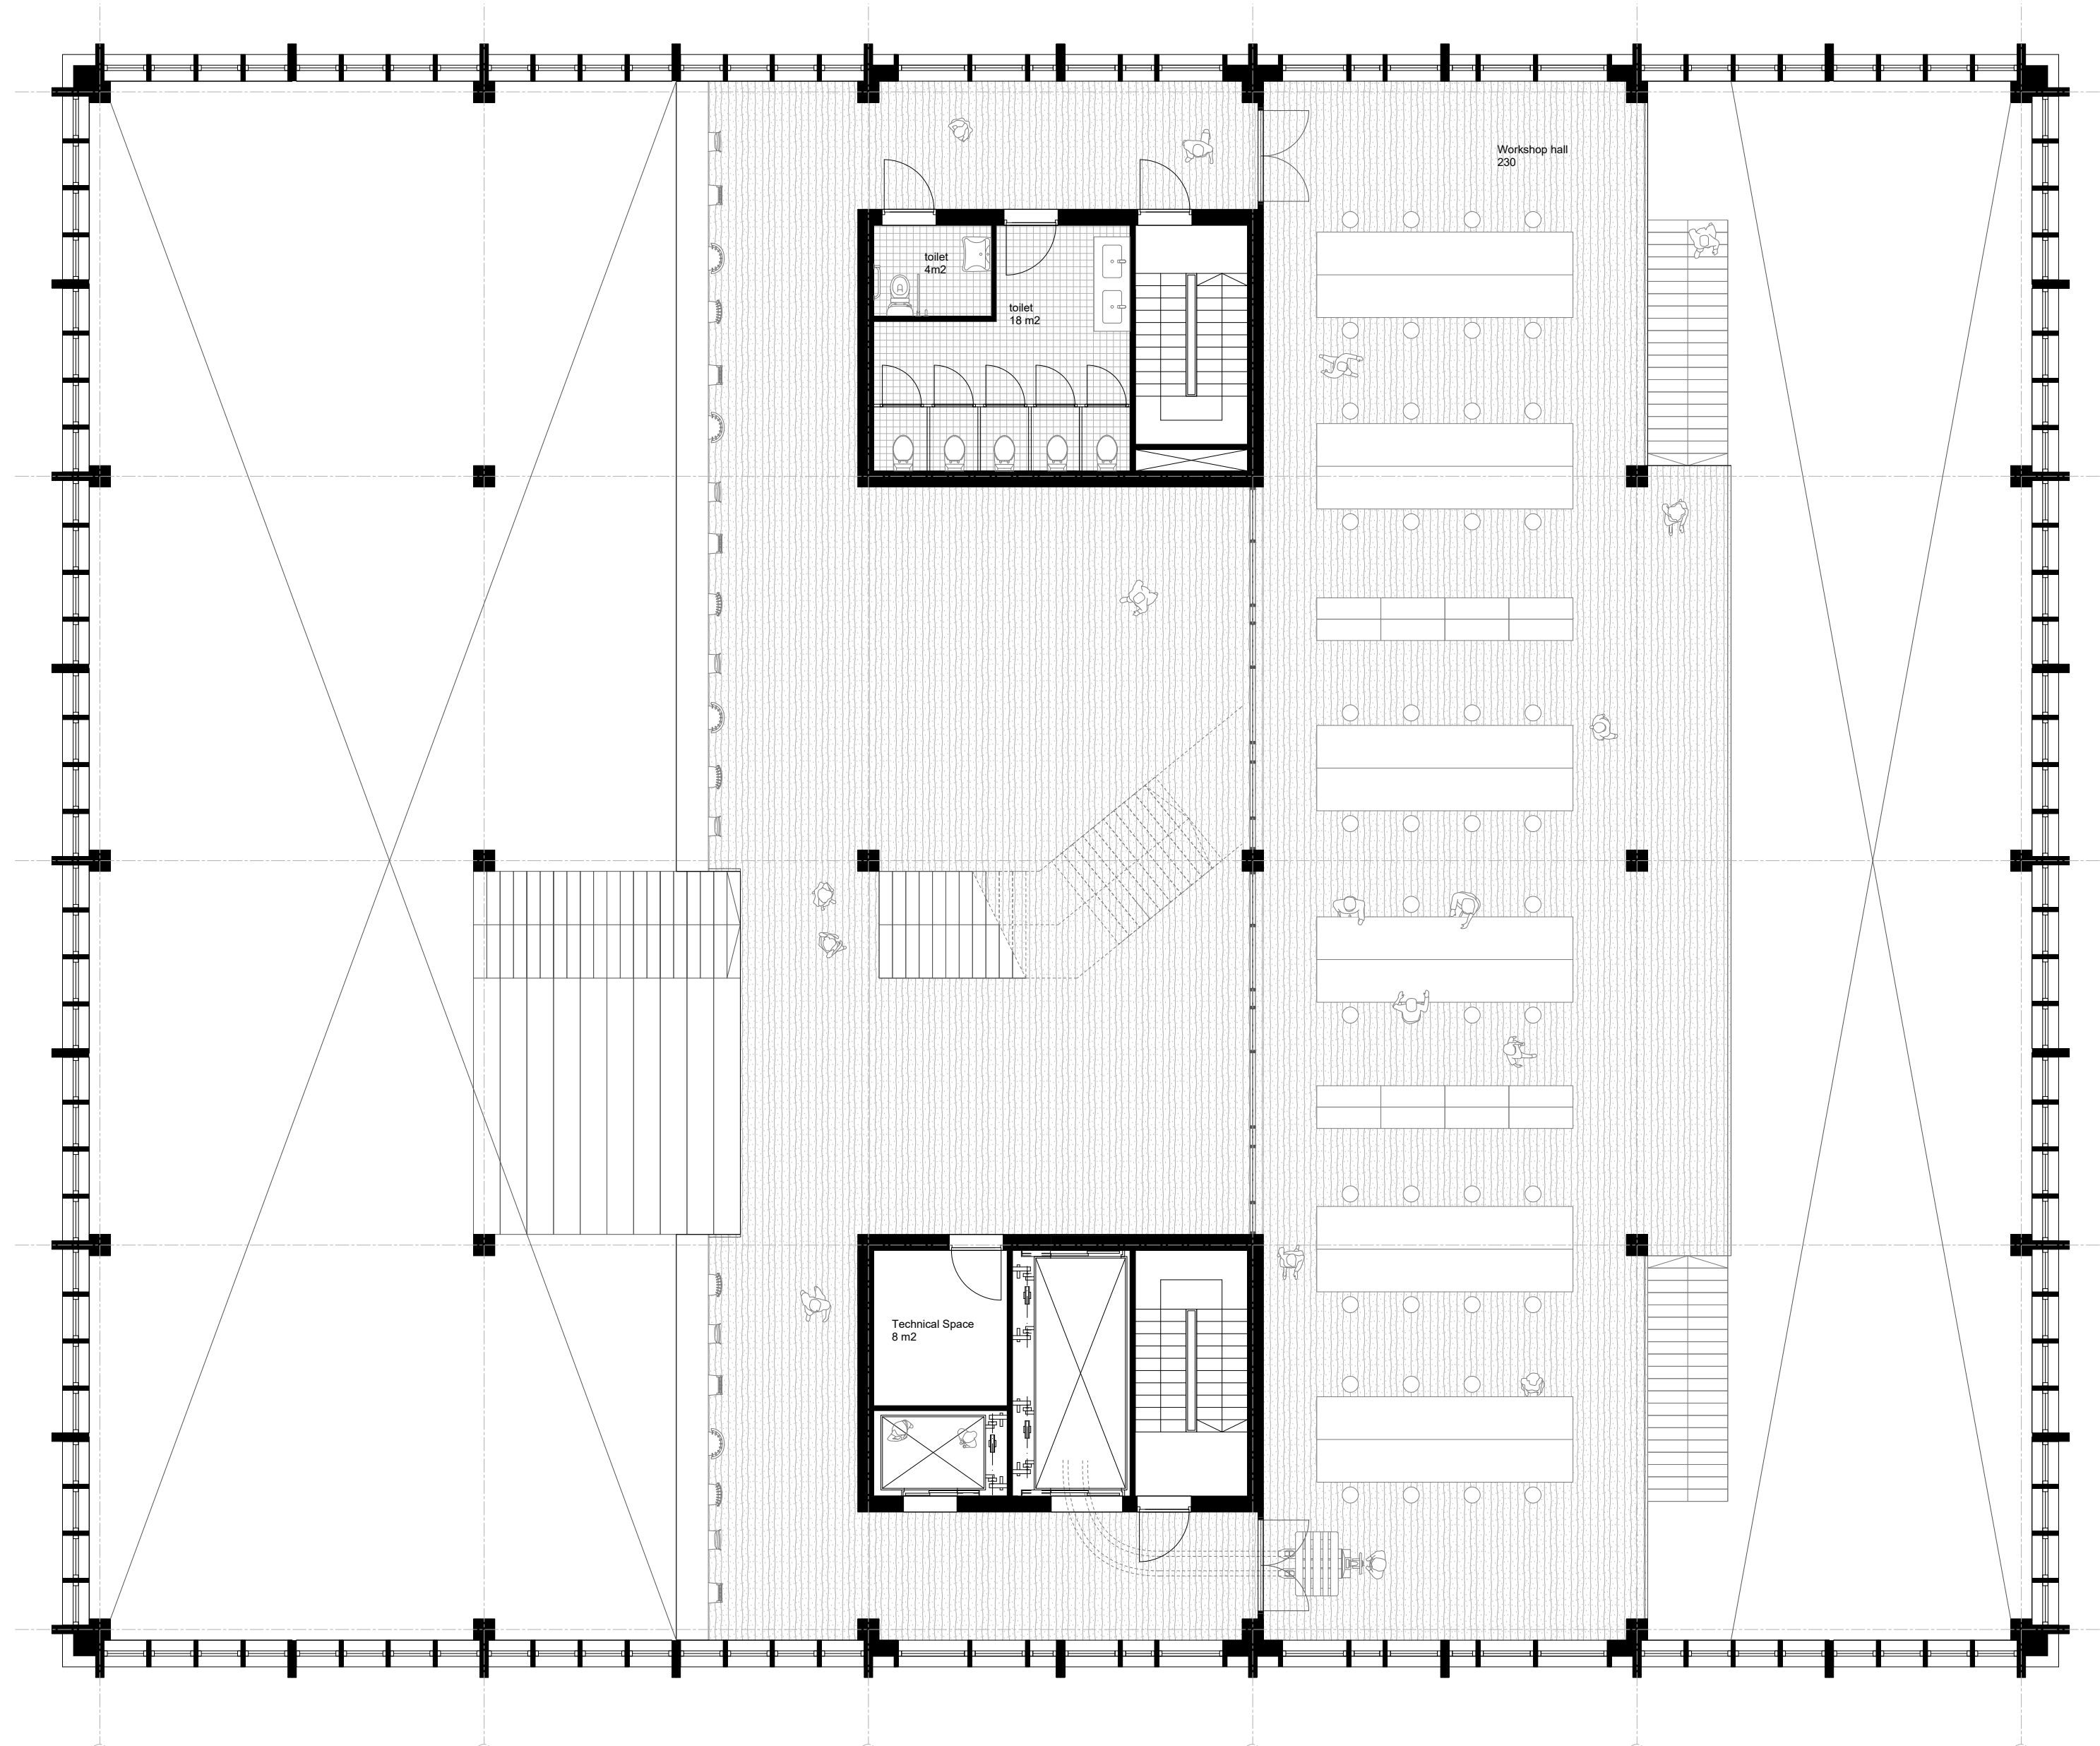 Workshop hall
230
toilet
4m2
toilet
18 m2
Technical Space
8 m2